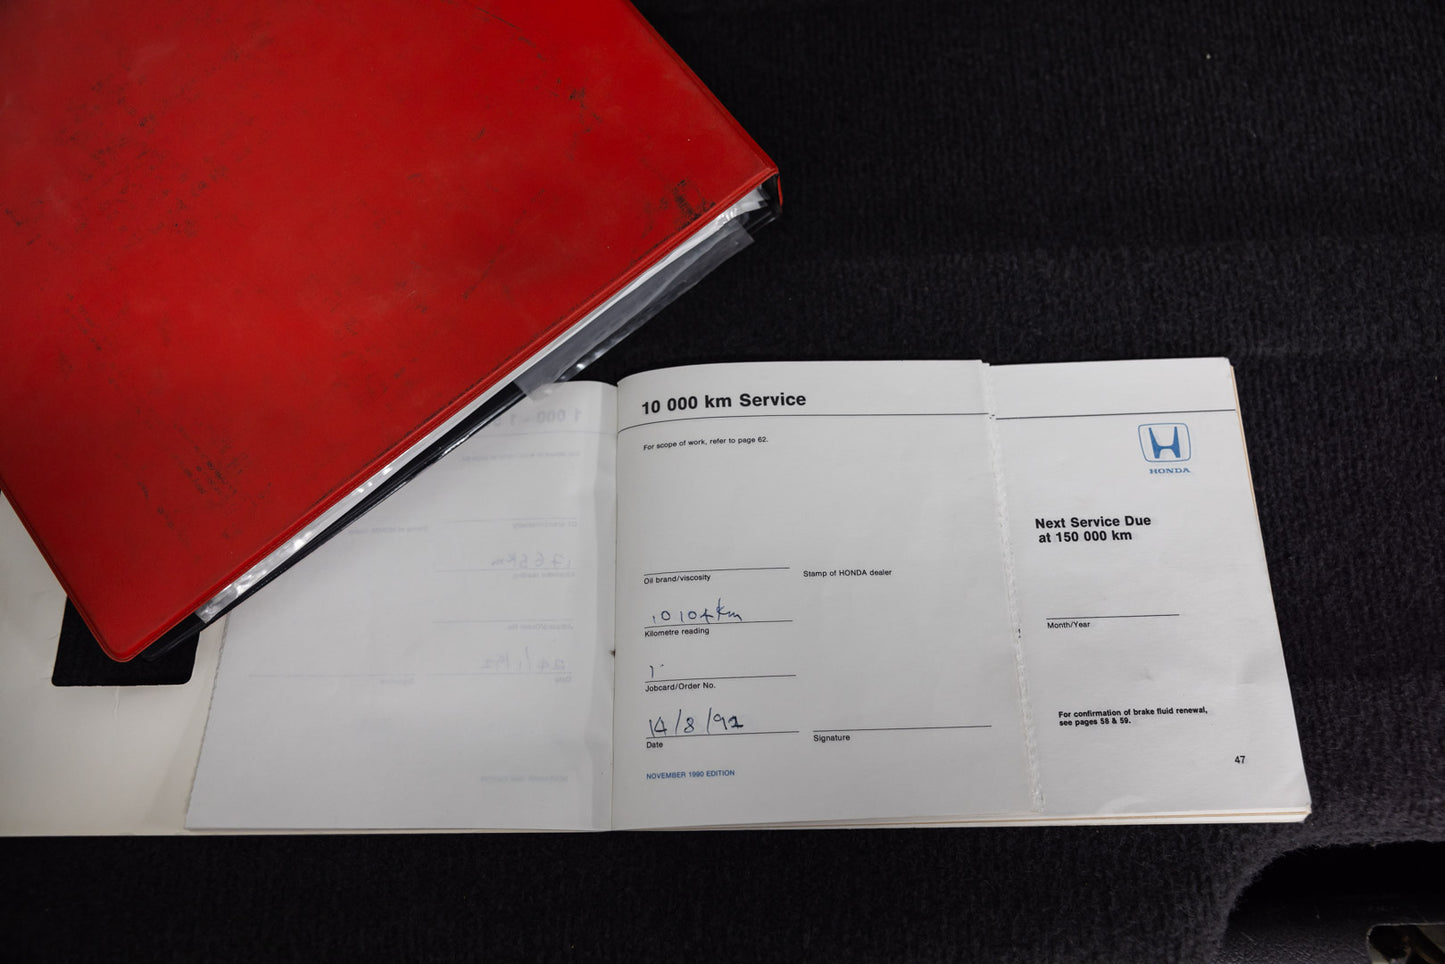 10 000 km Service
For scope of work, refer to page 62.
Oil brand/viscosity
Stamp of HONDA dealer
10104km
Kilometre reading
Jobcard/Order No.
14/8/92
Date
Signature
NOVEMBER 1990 EDITION
HONDA
Next Service Due
at 150 000 km
Month/Year
For confirmation of brake fluid renewal,
see pages 58 & 59.
47